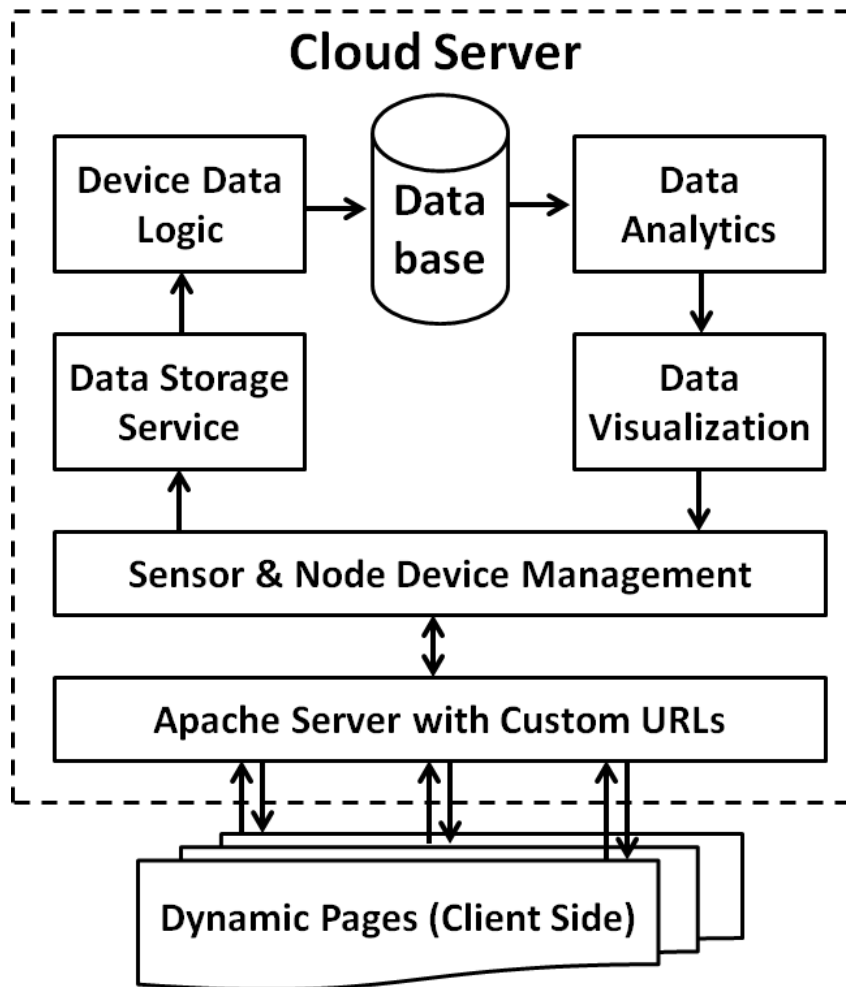 Cloud Server
Device Data
Logic
Data
base
Data
Analytics
Data Storage
Service
Data
Visualization
Sensor & Node Device Management
Apache Server with Custom URLs
Dynamic Pages (Client Side)